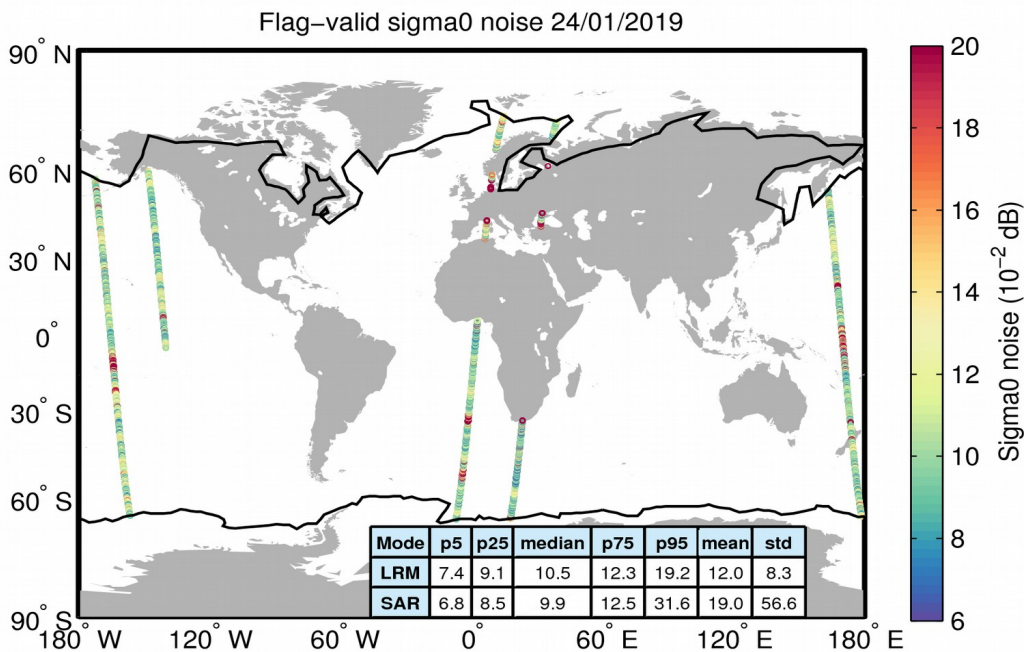 Flag−valid sigma0 noise 24/01/2019
90° N
60° N
30° N
0°
30° S
60° S
90° S
180° W
120° W
60° W
0°
60° E
120° E
180° E
Mode p5 p25 median p75 p95 mean std
LRM 7.4 9.1 10.5 12.3 19.2 12.0 8.3
SAR 6.8 8.5 9.9 12.5 31.6 19.0 56.6
20
18
16
14
12
10
8
6
Sigma0 noise (10⁻² dB)